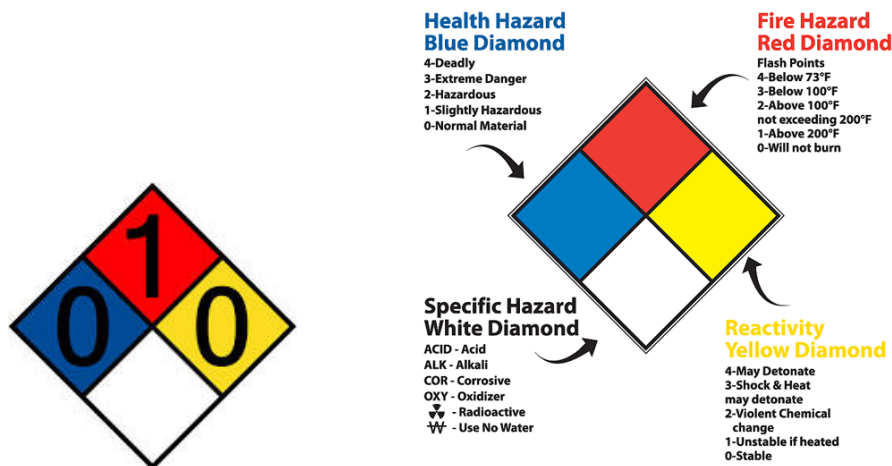 1
0 0
Health Hazard
Blue Diamond
4-Deadly
3-Extreme Danger
2-Hazardous
1-Slightly Hazardous
0-Normal Material
Fire Hazard
Red Diamond
Flash Points
4-Below 73°F
3-Below 100°F
2-Above 100°F
not exceeding 200°F
1-Above 200°F
0-Will not burn
Specific Hazard
White Diamond
ACID - Acid
ALK - Alkali
COR - Corrosive
OXY - Oxidizer
☢ - Radioactive
W - Use No Water
Reactivity
Yellow Diamond
4-May Detonate
3-Shock & Heat
may detonate
2-Violent Chemical
change
1-Unstable if heated
0-Stable